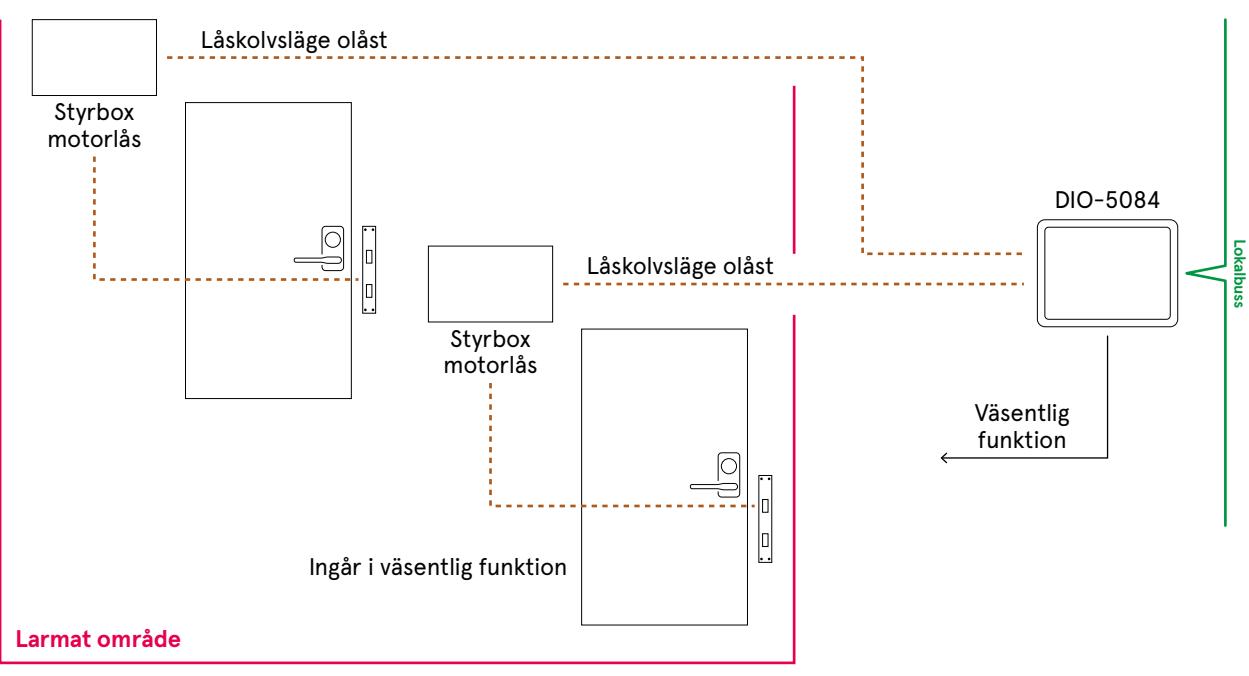 Låskolvsläge olåst
Styrbox
motorlås
DIO-5084
Låskolvsläge olåst
Lokalbuss
Styrbox
motorlås
Väsentlig
funktion
Ingår i väsentlig funktion
Larmat område